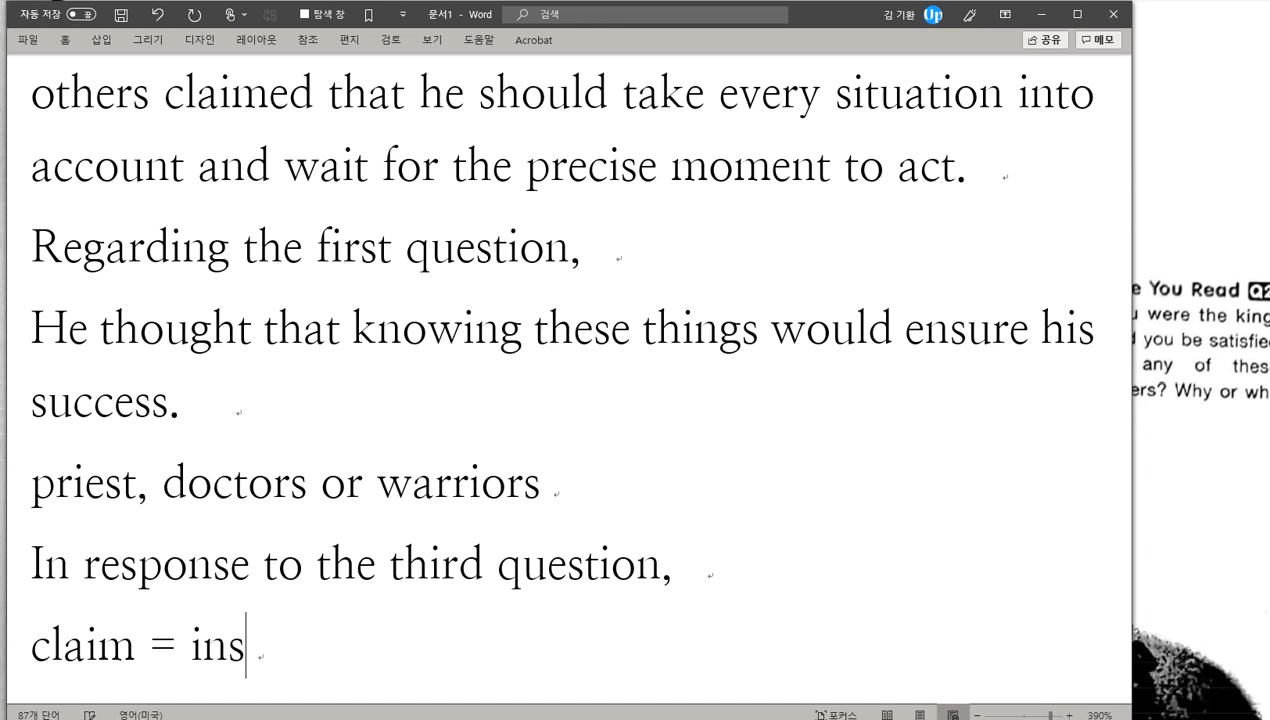 자동 저장 끔 탐색 창 문서1 - Word 검색 김 기환 Up
파일 홈 삽입 그리기 디자인 레이아웃 참조 편지 검토 보기 도움말 Acrobat 공유 메모
others claimed that he should take every situation into
account and wait for the precise moment to act.
Regarding the first question,
He thought that knowing these things would ensure his
success.
priest, doctors or warriors
In response to the third question,
claim = ins
You Read Q2
were the king
you be satisfie
any of thes
ers? Why or wh
87개 단어 영어(미국) 포커스 390%